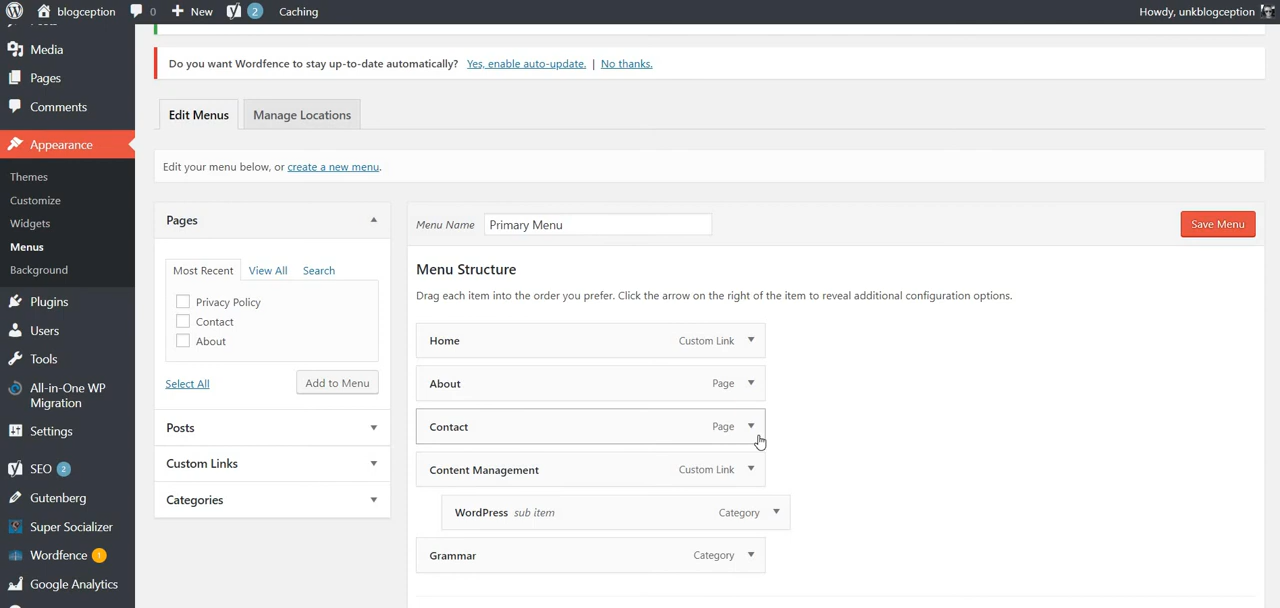 blogception
0
New
2
Caching
Howdy, unkblogception
Media
Pages
Comments
Appearance
Themes
Customize
Widgets
Menus
Background
Plugins
Users
Tools
All-in-One WP
Migration
Settings
SEO 2
Gutenberg
Super Socializer
Wordfence 1
Google Analytics
Do you want Wordfence to stay up-to-date automatically? Yes, enable auto-update. | No thanks.
Edit Menus
Manage Locations
Edit your menu below, or create a new menu.
Pages
Most Recent
View All
Search
Privacy Policy
Contact
About
Select All
Add to Menu
Posts
Custom Links
Categories
Menu Name
Primary Menu
Save Menu
Menu Structure
Drag each item into the order you prefer. Click the arrow on the right of the item to reveal additional configuration options.
Home Custom Link
About Page
Contact Page
Content Management Custom Link
WordPress sub item Category
Grammar Category